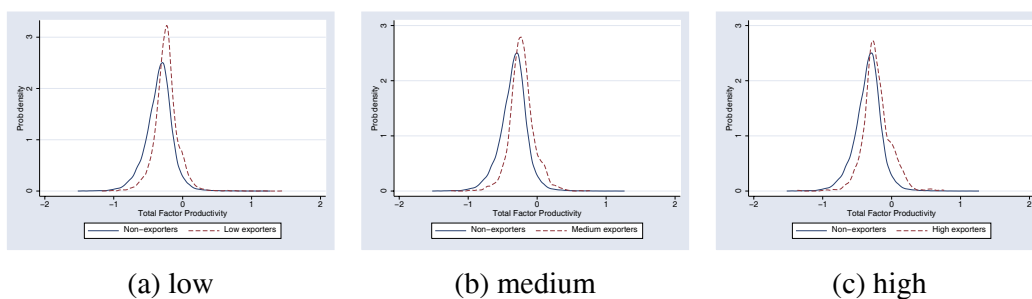 Prob density
3
2
1
0
−2 −1 0 1 2
Total Factor Productivity
Non−exporters Low exporters
(a) low
Prob density
3
2
1
0
−2 −1 0 1 2
Total Factor Productivity
Non−exporters Medium exporters
(b) medium
Prob density
3
2
1
0
−2 −1 0 1 2
Total Factor Productivity
Non−exporters High exporters
(c) high